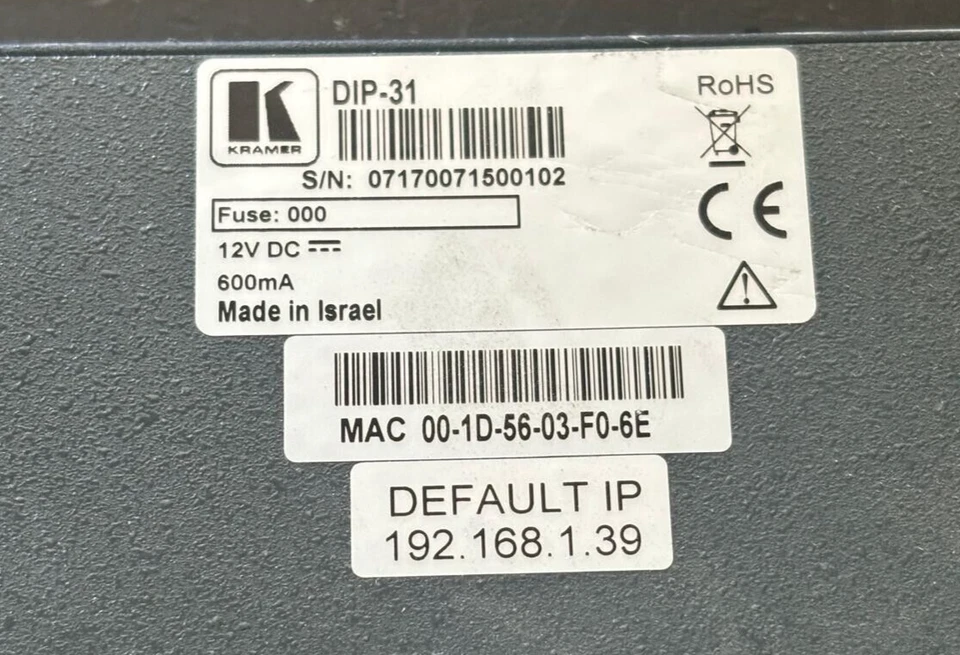 KRAMER
DIP-31
S/N: 07170071500102
Fuse: 000
12V DC
600mA
Made in Israel
RoHS
CE
MAC 00-1D-56-03-F0-6E
DEFAULT IP
192.168.1.39